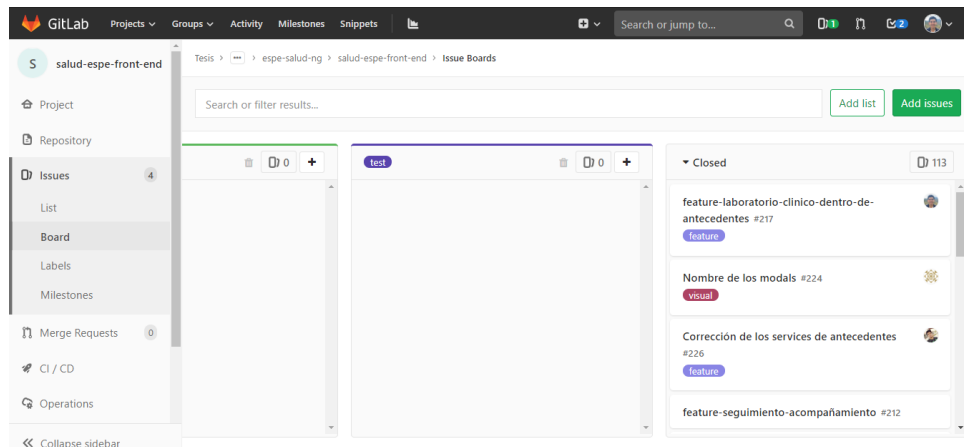 GitLab Projects Groups Activity Milestones Snippets Search or jump to... 1 2
S salud-espe-front-end
Tesis > ... > espe-salud-ng > salud-espe-front-end > Issue Boards
Project
Search or filter results... Add list Add issues
Repository
Issues 4
List
Board
Labels
Milestones
Merge Requests 0
CI / CD
Operations
Collapse sidebar
0 +
test 0 +
Closed 113
feature-laboratorio-clinico-dentro-de-
antecedentes #217
feature
Nombre de los modals #224
visual
Corrección de los services de antecedentes
#226
feature
feature-seguimiento-acompañamiento #212